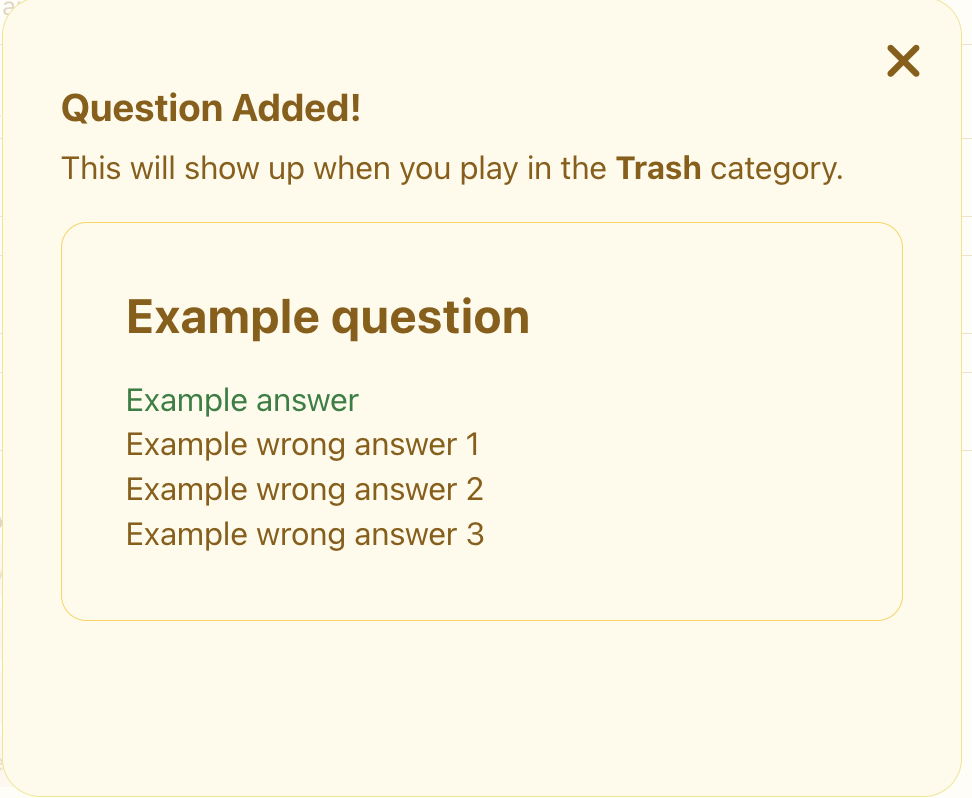 Question Added!
This will show up when you play in the Trash category.
Example question
Example answer
Example wrong answer 1
Example wrong answer 2
Example wrong answer 3